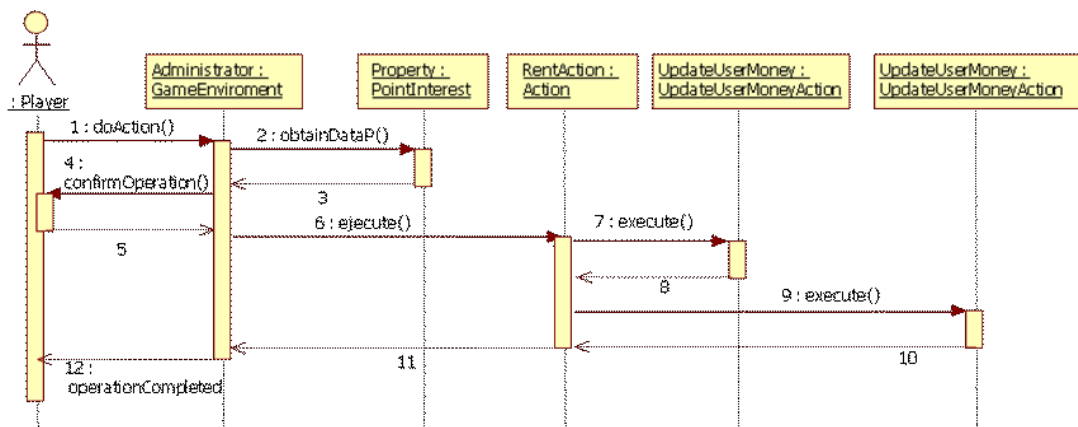 Administrator :
GameEnviroment
Property :
PointInterest
RentAction :
Action
UpdateUserMoney :
UpdateUserMoneyAction
UpdateUserMoney :
UpdateUserMoneyAction
: Player
1 : doAction()
2 : obtainDataP()
4 :
confirmOperation()
3
6 : ejecute()
7 : execute()
5
8
9 : execute()
12 :
operationCompleted
11
10